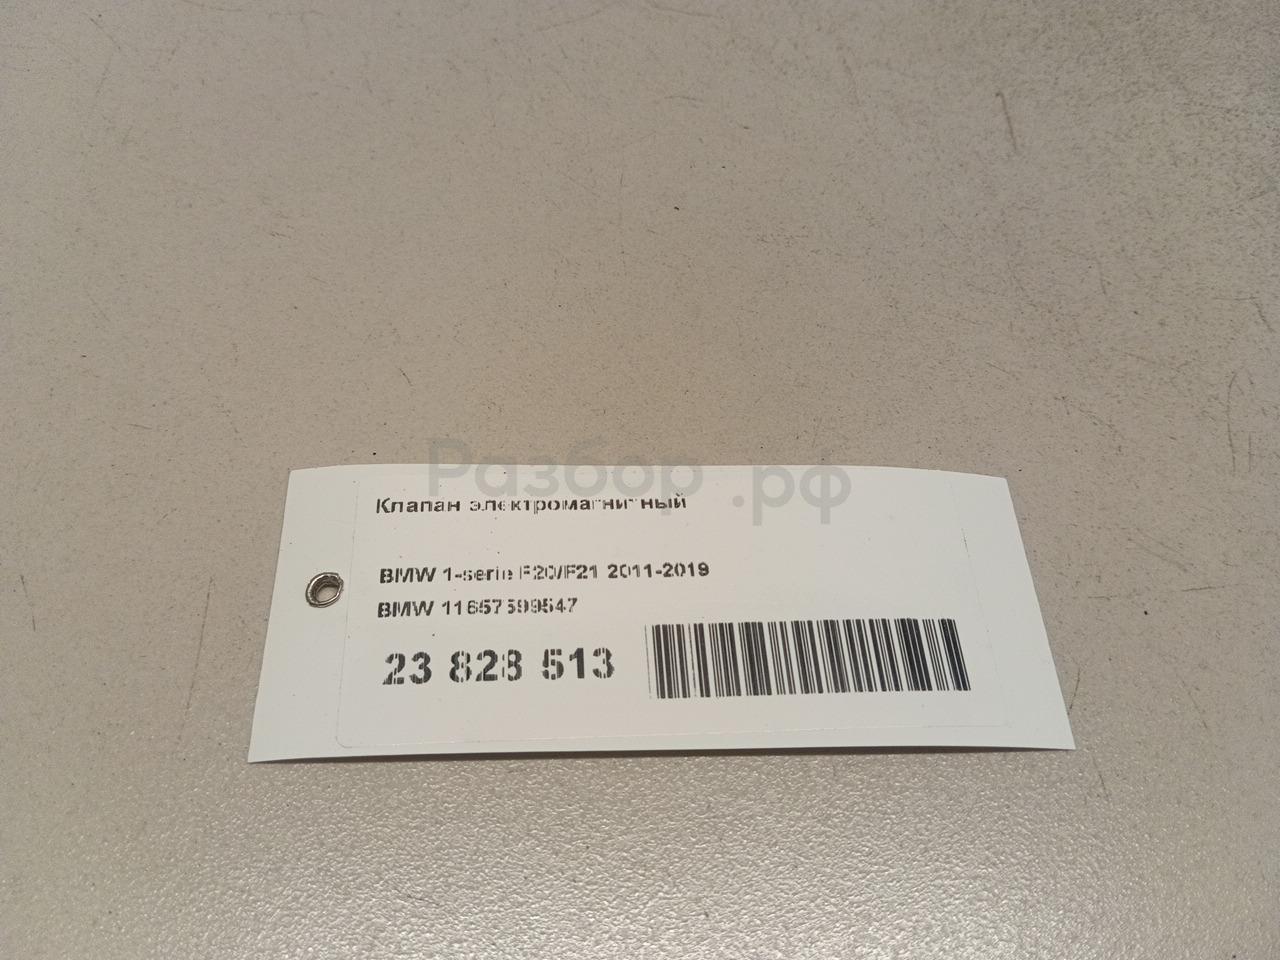 Разбор.рф
Клапан электромагнитный
BMW 1-serie F20/F21 2011-2019
BMW 11657599547
23 828 513